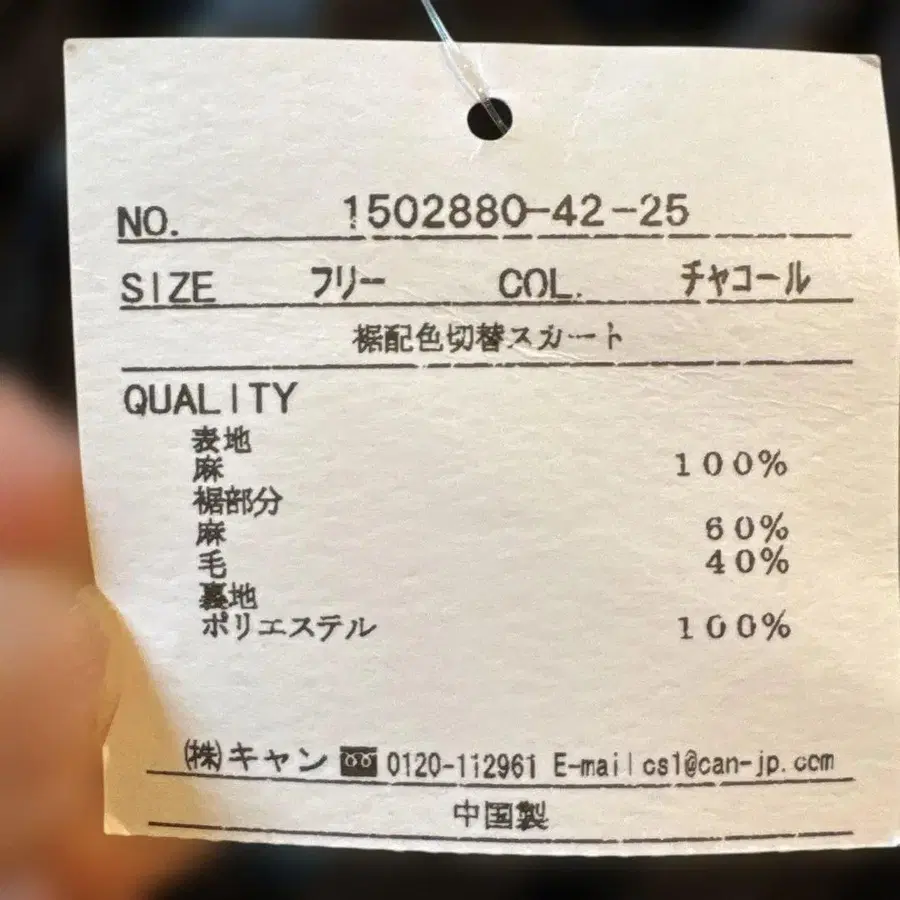 NO. 1502880-42-25
SIZE フリー COL. チャコール
裾配色切替スカート
QUALITY
表地
麻 100%
裾部分
麻 60%
毛 40%
裏地
ポリエステル 100%
㈱キャン 0120-112961 E-mail cs1@can-jp.com
中国製